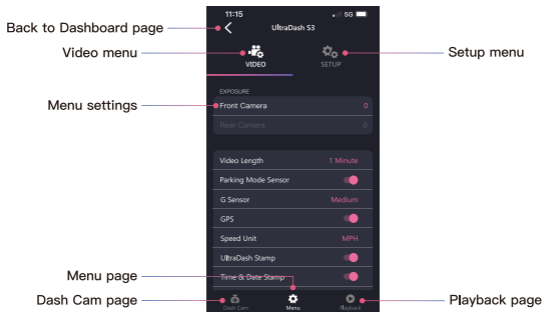 11:15
5G
Back to Dashboard page
UltraDash S3
Video menu
Setup menu
VIDEO
SETUP
EXPOSURE
Menu settings
Front Camera 0
Rear Camera 0
Video Length 1 Minute
Parking Mode Sensor
G Sensor Medium
GPS
Speed Unit MPH
UltraDash Stamp
Menu page
Time & Date Stamp
Dash Cam page
Playback page
Dash Cam
Menu
Playback